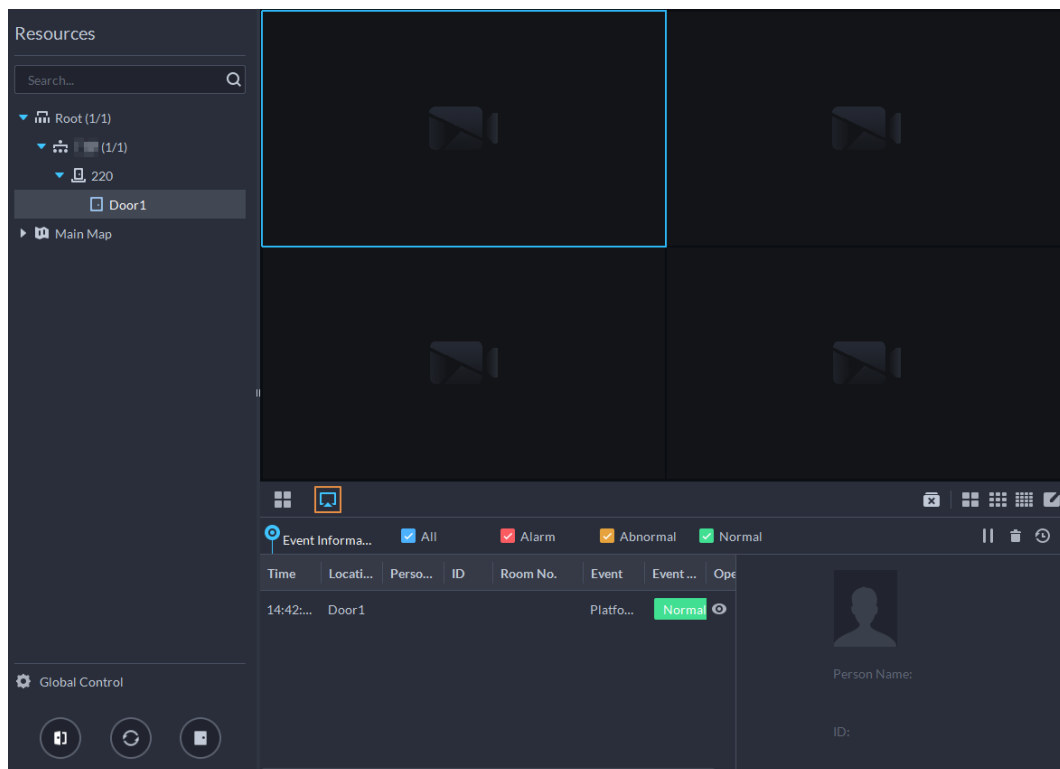 Resources
Search...
Root (1/1)
(1/1)
220
Door1
Main Map
Global Control
Event Informa...
All
Alarm
Abnormal
Normal
Time Locati... Perso... ID Room No. Event Event ... Ope
14:42:... Door1 Platfo... Normal
Person Name:
ID: